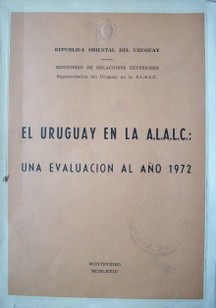 REPUBLICA ORIENTAL DEL URUGUAY
MINISTERIO DE RELACIONES EXTERIORES
Representación del Uruguay en la A.L.A.L.C.
EL URUGUAY EN LA A.L.A.L.C.:
UNA EVALUACION AL AÑO 1972
MONTEVIDEO
MCMLXXIII